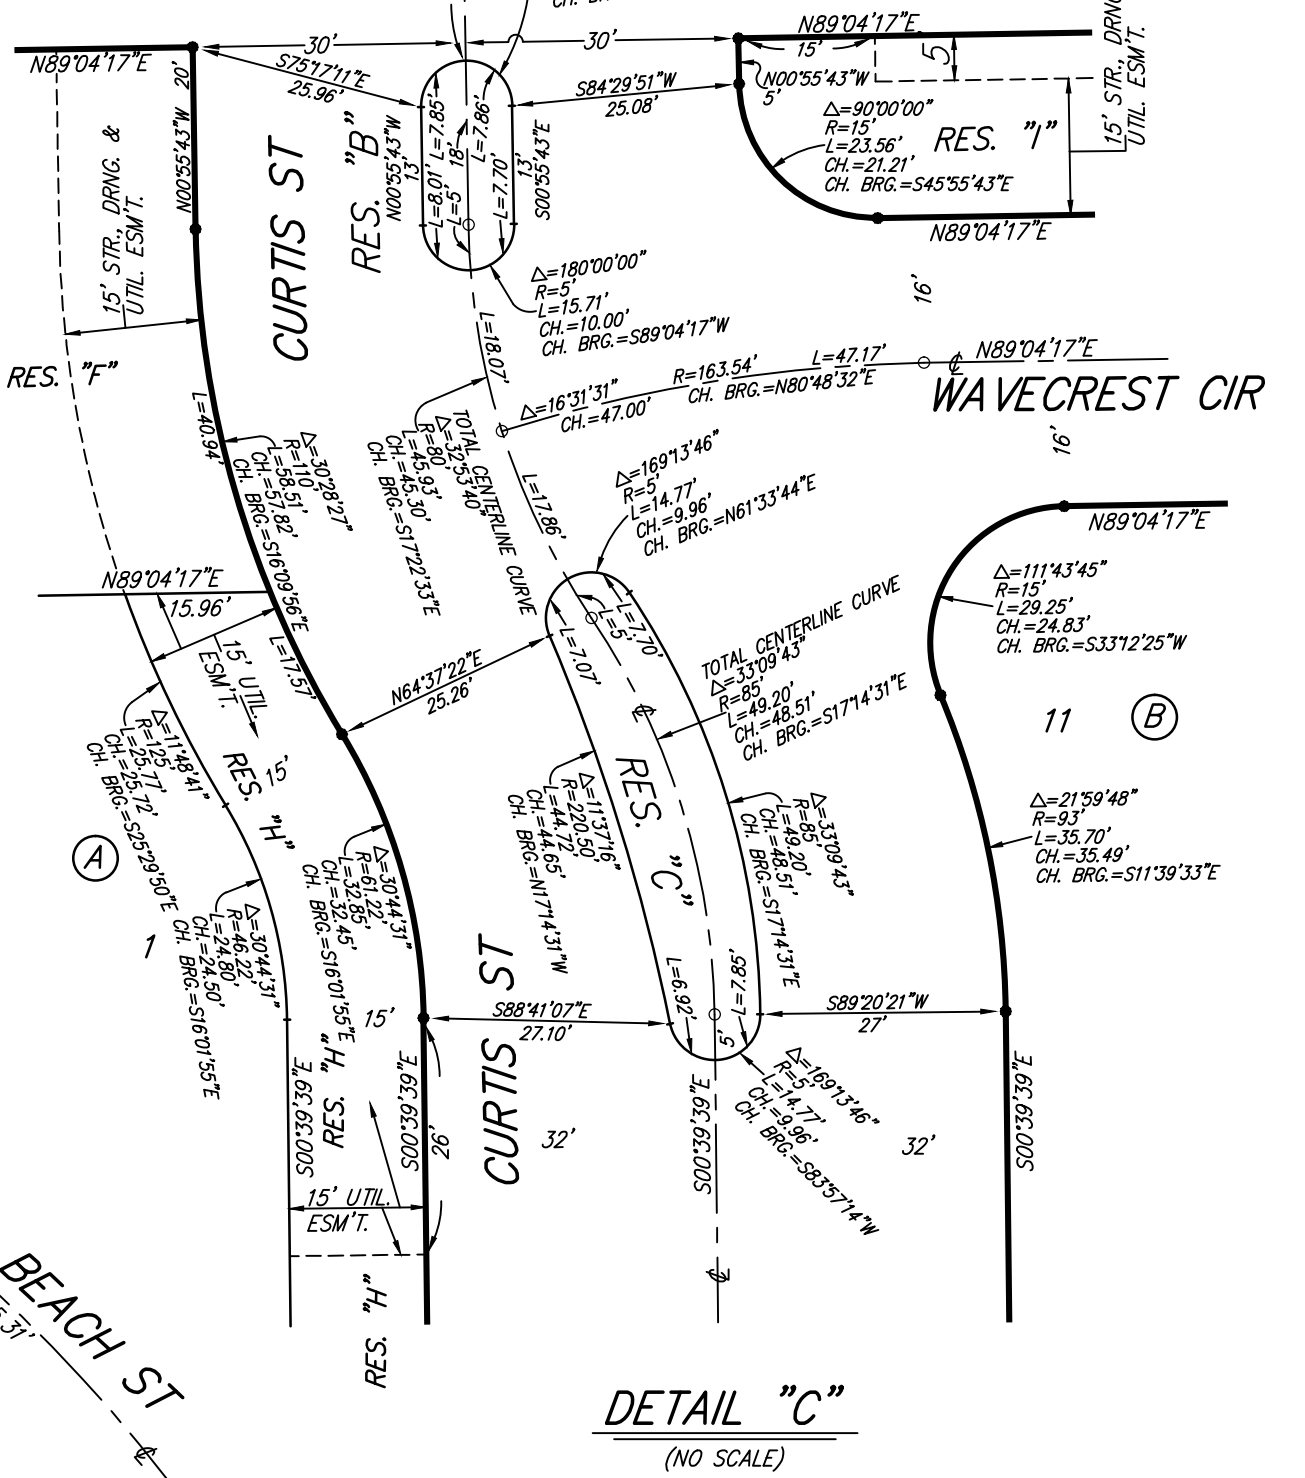 30'
30'
N89°04'17"E
N89°04'17"E
15'
5
S75°17'11"E
25.96'
S84°29'51"W
25.08'
N00°55'43"W
5'
N00°55'43"W 20'
15' STR., DRNG. &
UTIL. ESM'T.
CURTIS ST
RES. "B"
N00°55'43"W
13'
L=7.85'
L=8.01'
18'
L=5'
L=7.86'
L=7.70'
13'
S00°55'43"E
△=90°00'00"
R=15'
L=23.56'
CH.=21.21'
CH. BRG.=S45°55'43"E
RES. "I"
UTIL. ESM'T.
N89°04'17"E
△=180°00'00"
R=5'
L=15.71'
CH.=10.00'
CH. BRG.=S89°04'17"W
16'
RES. "F"
L=18.07'
△=16°31'31"
CH.=47.00'
R=163.54'
L=47.17'
CH. BRG.=N80°48'32"E
N89°04'17"E
WAVECREST CIR
16'
L=40.94'
△=30°28'27"
R=110'
L=58.51'
CH.=57.82'
CH. BRG.=S16°09'56"E
TOTAL CENTERLINE CURVE
△=32°53'40"
R=80'
L=45.93'
CH.=45.30'
CH. BRG.=S17°22'33"E
L=17.86'
△=169°13'46"
R=5'
L=14.77'
CH.=9.96'
CH. BRG.=N61°33'44"E
N89°04'17"E
N89°04'17"E
15.96'
L=17.57'
15' UTIL.
ESM'T.
△=111°43'45"
R=15'
L=29.25'
CH.=24.83'
CH. BRG.=S33°12'25"W
L=7.07'
L=5'
L=7.70'
N64°37'22"E
25.26'
TOTAL CENTERLINE CURVE
△=33°09'43"
R=85'
L=49.20'
CH.=48.51'
CH. BRG.=S17°14'31"E
11
B
△=11°48'41"
R=125'
L=25.77'
CH.=25.72'
CH. BRG.=S25°29'50"E
RES. "H"
15'
A
1
△=30°44'31"
R=46.22'
L=24.80'
CH.=24.50'
CH. BRG.=S16°01'55"E
△=30°44'31"
R=61.22'
L=32.85'
CH.=32.45'
CH. BRG.=S16°01'55"E
△=11°37'16"
R=220.50'
L=44.72'
CH.=44.65'
CH. BRG.=N17°14'31"W
RES. "C"
△=33°09'43"
R=85'
L=49.20'
CH.=48.51'
CH. BRG.=S17°14'31"E
△=21°59'48"
R=93'
L=35.70'
CH.=35.49'
CH. BRG.=S11°39'33"E
15'
S88°41'07"E
27.10'
L=6.92'
L=7.85'
5'
S89°20'21"W
27'
S00°39'39"E
RES. "H"
S00°39'39"E
26'
CURTIS ST
32'
S00°39'39"E
△=169°13'46"
R=5'
L=14.77'
CH.=9.96'
CH. BRG.=S83°57'14"W
32'
S00°39'39"E
15' UTIL.
ESM'T.
RES. "H"
BEACH ST
DETAIL "C"
(NO SCALE)